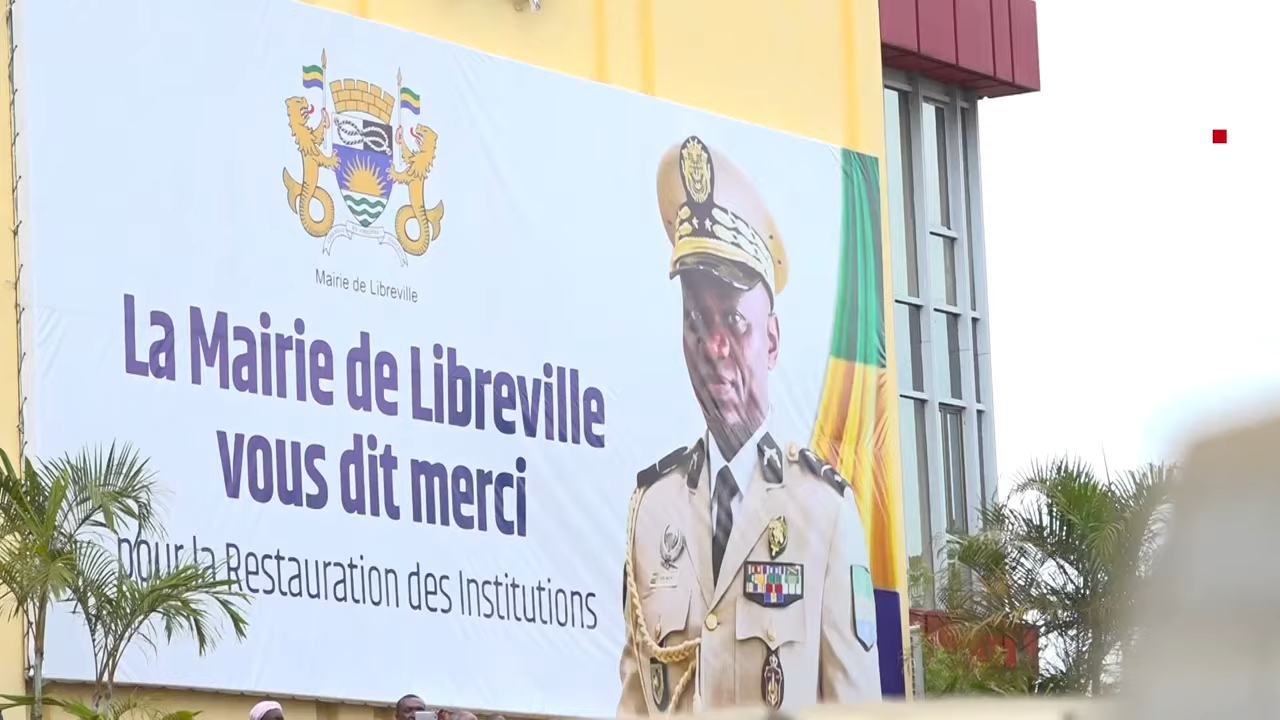 Mairie de Libreville
La Mairie de Libreville
vous dit merci
pour la Restauration des Institutions